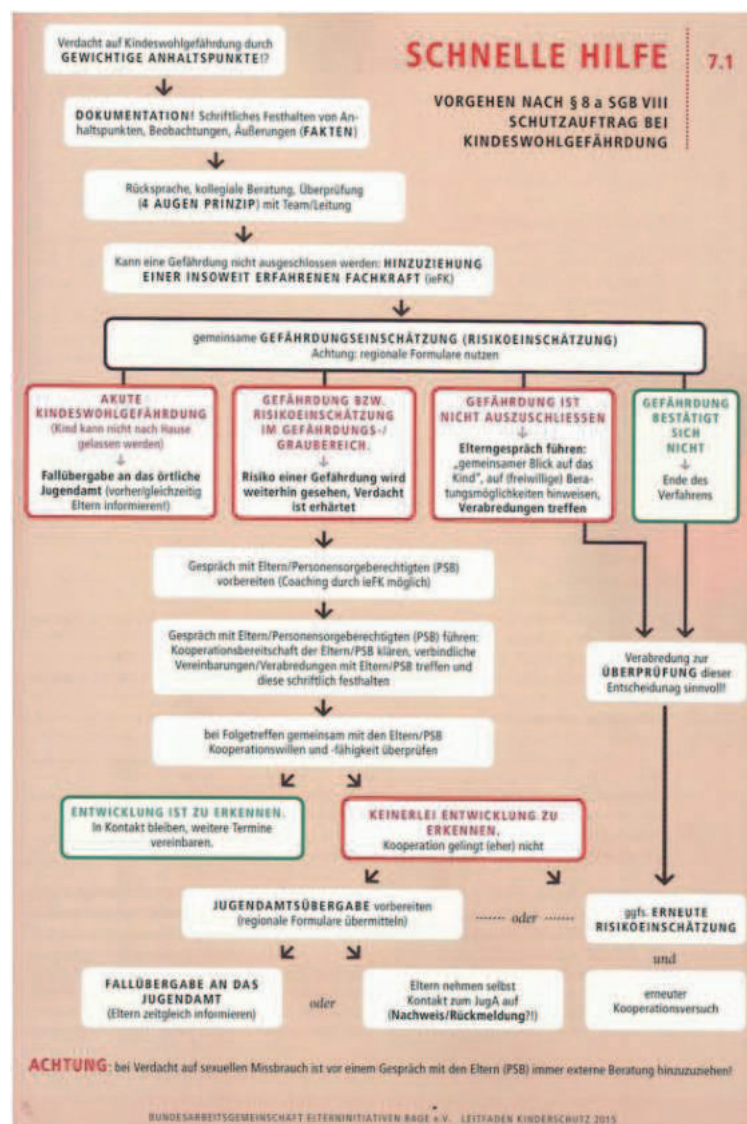 SCHNELLE HILFE
7.1
VORGEHEN NACH § 8 a SGB VIII
SCHUTZAUFTRAG BEI
KINDESWOHLGEFÄHRDUNG
Verdacht auf Kindeswohlgefährdung durch
GEWICHTIGE ANHALTSPUNKTE!?
DOKUMENTATION! Schriftliches Festhalten von An-
haltspunkten, Beobachtungen, Äußerungen (FAKTEN)
Rücksprache, kollegiale Beratung, Überprüfung
(4 AUGEN PRINZIP) mit Team/Leitung
Kann eine Gefährdung nicht ausgeschlossen werden: HINZUZIEHUNG
EINER INSOWEIT ERFAHRENEN FACHKRAFT (ieFK)
gemeinsame GEFÄHRDUNGSEINSCHÄTZUNG (RISIKOEINSCHÄTZUNG)
Achtung: regionale Formulare nutzen
AKUTE
KINDESWOHLGEFÄHRDUNG
(Kind kann nicht nach Hause
gelassen werden)
Fallübergabe an das örtliche
Jugendamt (vorher/gleichzeitig
Eltern informieren!)
GEFÄHRDUNG BZW.
RISIKOEINSCHÄTZUNG
IM GEFÄHRDUNGS-/
GRAUBEREICH.
Risiko einer Gefährdung wird
weiterhin gesehen, Verdacht
ist erhärtet
GEFÄHRDUNG IST
NICHT AUSZUSCHLIESSEN
Elterngespräch führen:
„gemeinsamer Blick auf das
Kind", auf (freiwillige) Bera-
tungsmöglichkeiten hinweisen,
Verabredungen treffen
GEFÄHRDUNG
BESTÄTIGT
SICH
NICHT
Ende des
Verfahrens
Gespräch mit Eltern/Personensorgeberechtigten (PSB)
vorbereiten (Coaching durch ieFK möglich)
Gespräch mit Eltern/Personensorgeberechtigten (PSB) führen:
Kooperationsbereitschaft der Eltern/PSB klären, verbindliche
Vereinbarungen/Verabredungen mit Eltern/PSB treffen und
diese schriftlich festhalten
Verabredung zur
ÜBERPRÜFUNG dieser
Entscheidunag sinnvoll!
bei Folgetreffen gemeinsam mit den Eltern/PSB
Kooperationswillen und -fähigkeit überprüfen
ENTWICKLUNG IST ZU ERKENNEN.
In Kontakt bleiben, weitere Termine
vereinbaren.
KEINERLEI ENTWICKLUNG ZU
ERKENNEN.
Kooperation gelingt (eher) nicht
JUGENDAMTSÜBERGABE vorbereiten
(regionale Formulare übermitteln)
oder
ggfs. ERNEUTE
RISIKOEINSCHÄTZUNG
und
FALLÜBERGABE AN DAS
JUGENDAMT
(Eltern zeitgleich informieren)
oder
Eltern nehmen selbst
Kontakt zum JugA auf
(Nachweis/Rückmeldung?!)
erneuter
Kooperationsversuch
ACHTUNG: bei Verdacht auf sexuellen Missbrauch ist vor einem Gespräch mit den Eltern (PSB) immer externe Beratung hinzuzuziehen!
BUNDESARBEITSGEMEINSCHAFT ELTERNINITIATIVEN BAGE e.V. LEITFADEN KINDERSCHUTZ 2015